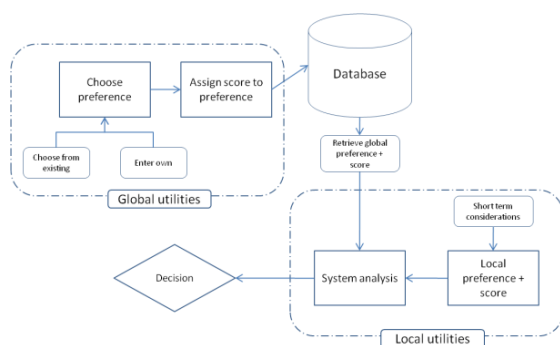 Choose
preference
Assign score to
preference
Database
Choose from
existing
Enter own
Global utilities
Retrieve global
preference +
score
Short term
considerations
Decision
System analysis
Local
preference +
score
Local utilities